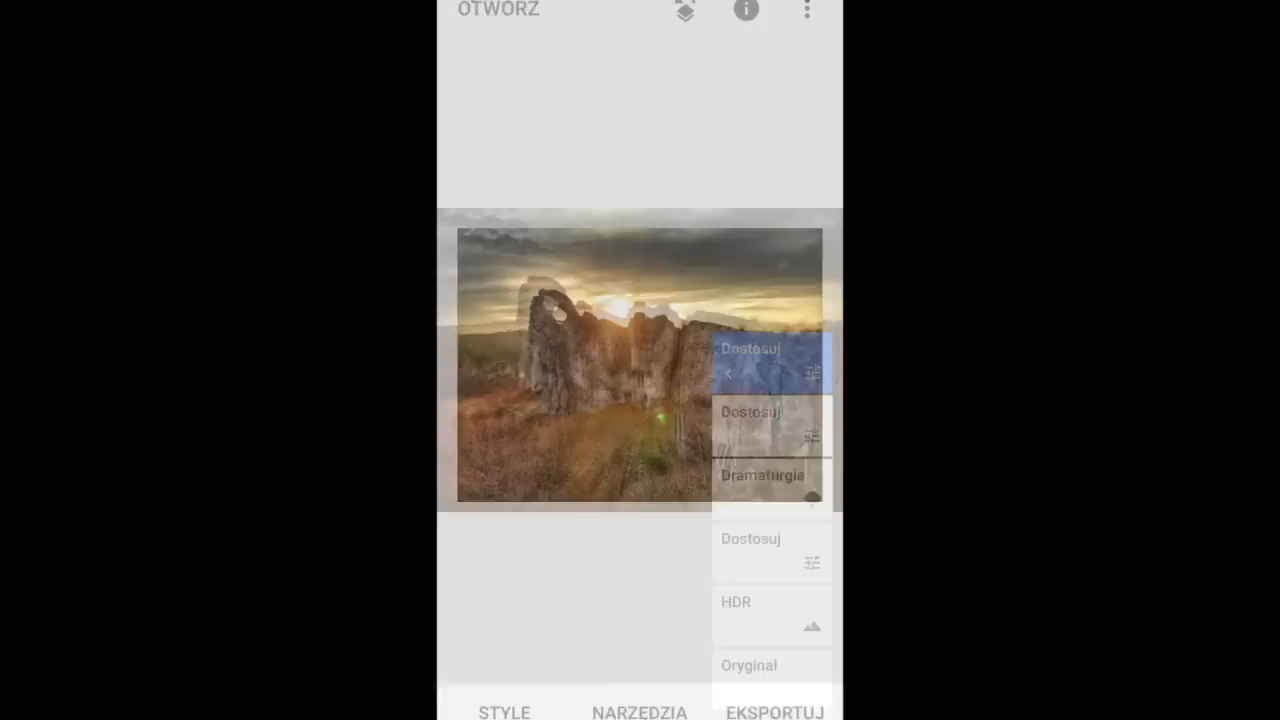 OTWÓRZ
Dostosuj
Dostosuj
Dramaturgia
Dostosuj
HDR
Oryginał
STYLE
NARZĘDZIA
EKSPORTUJ